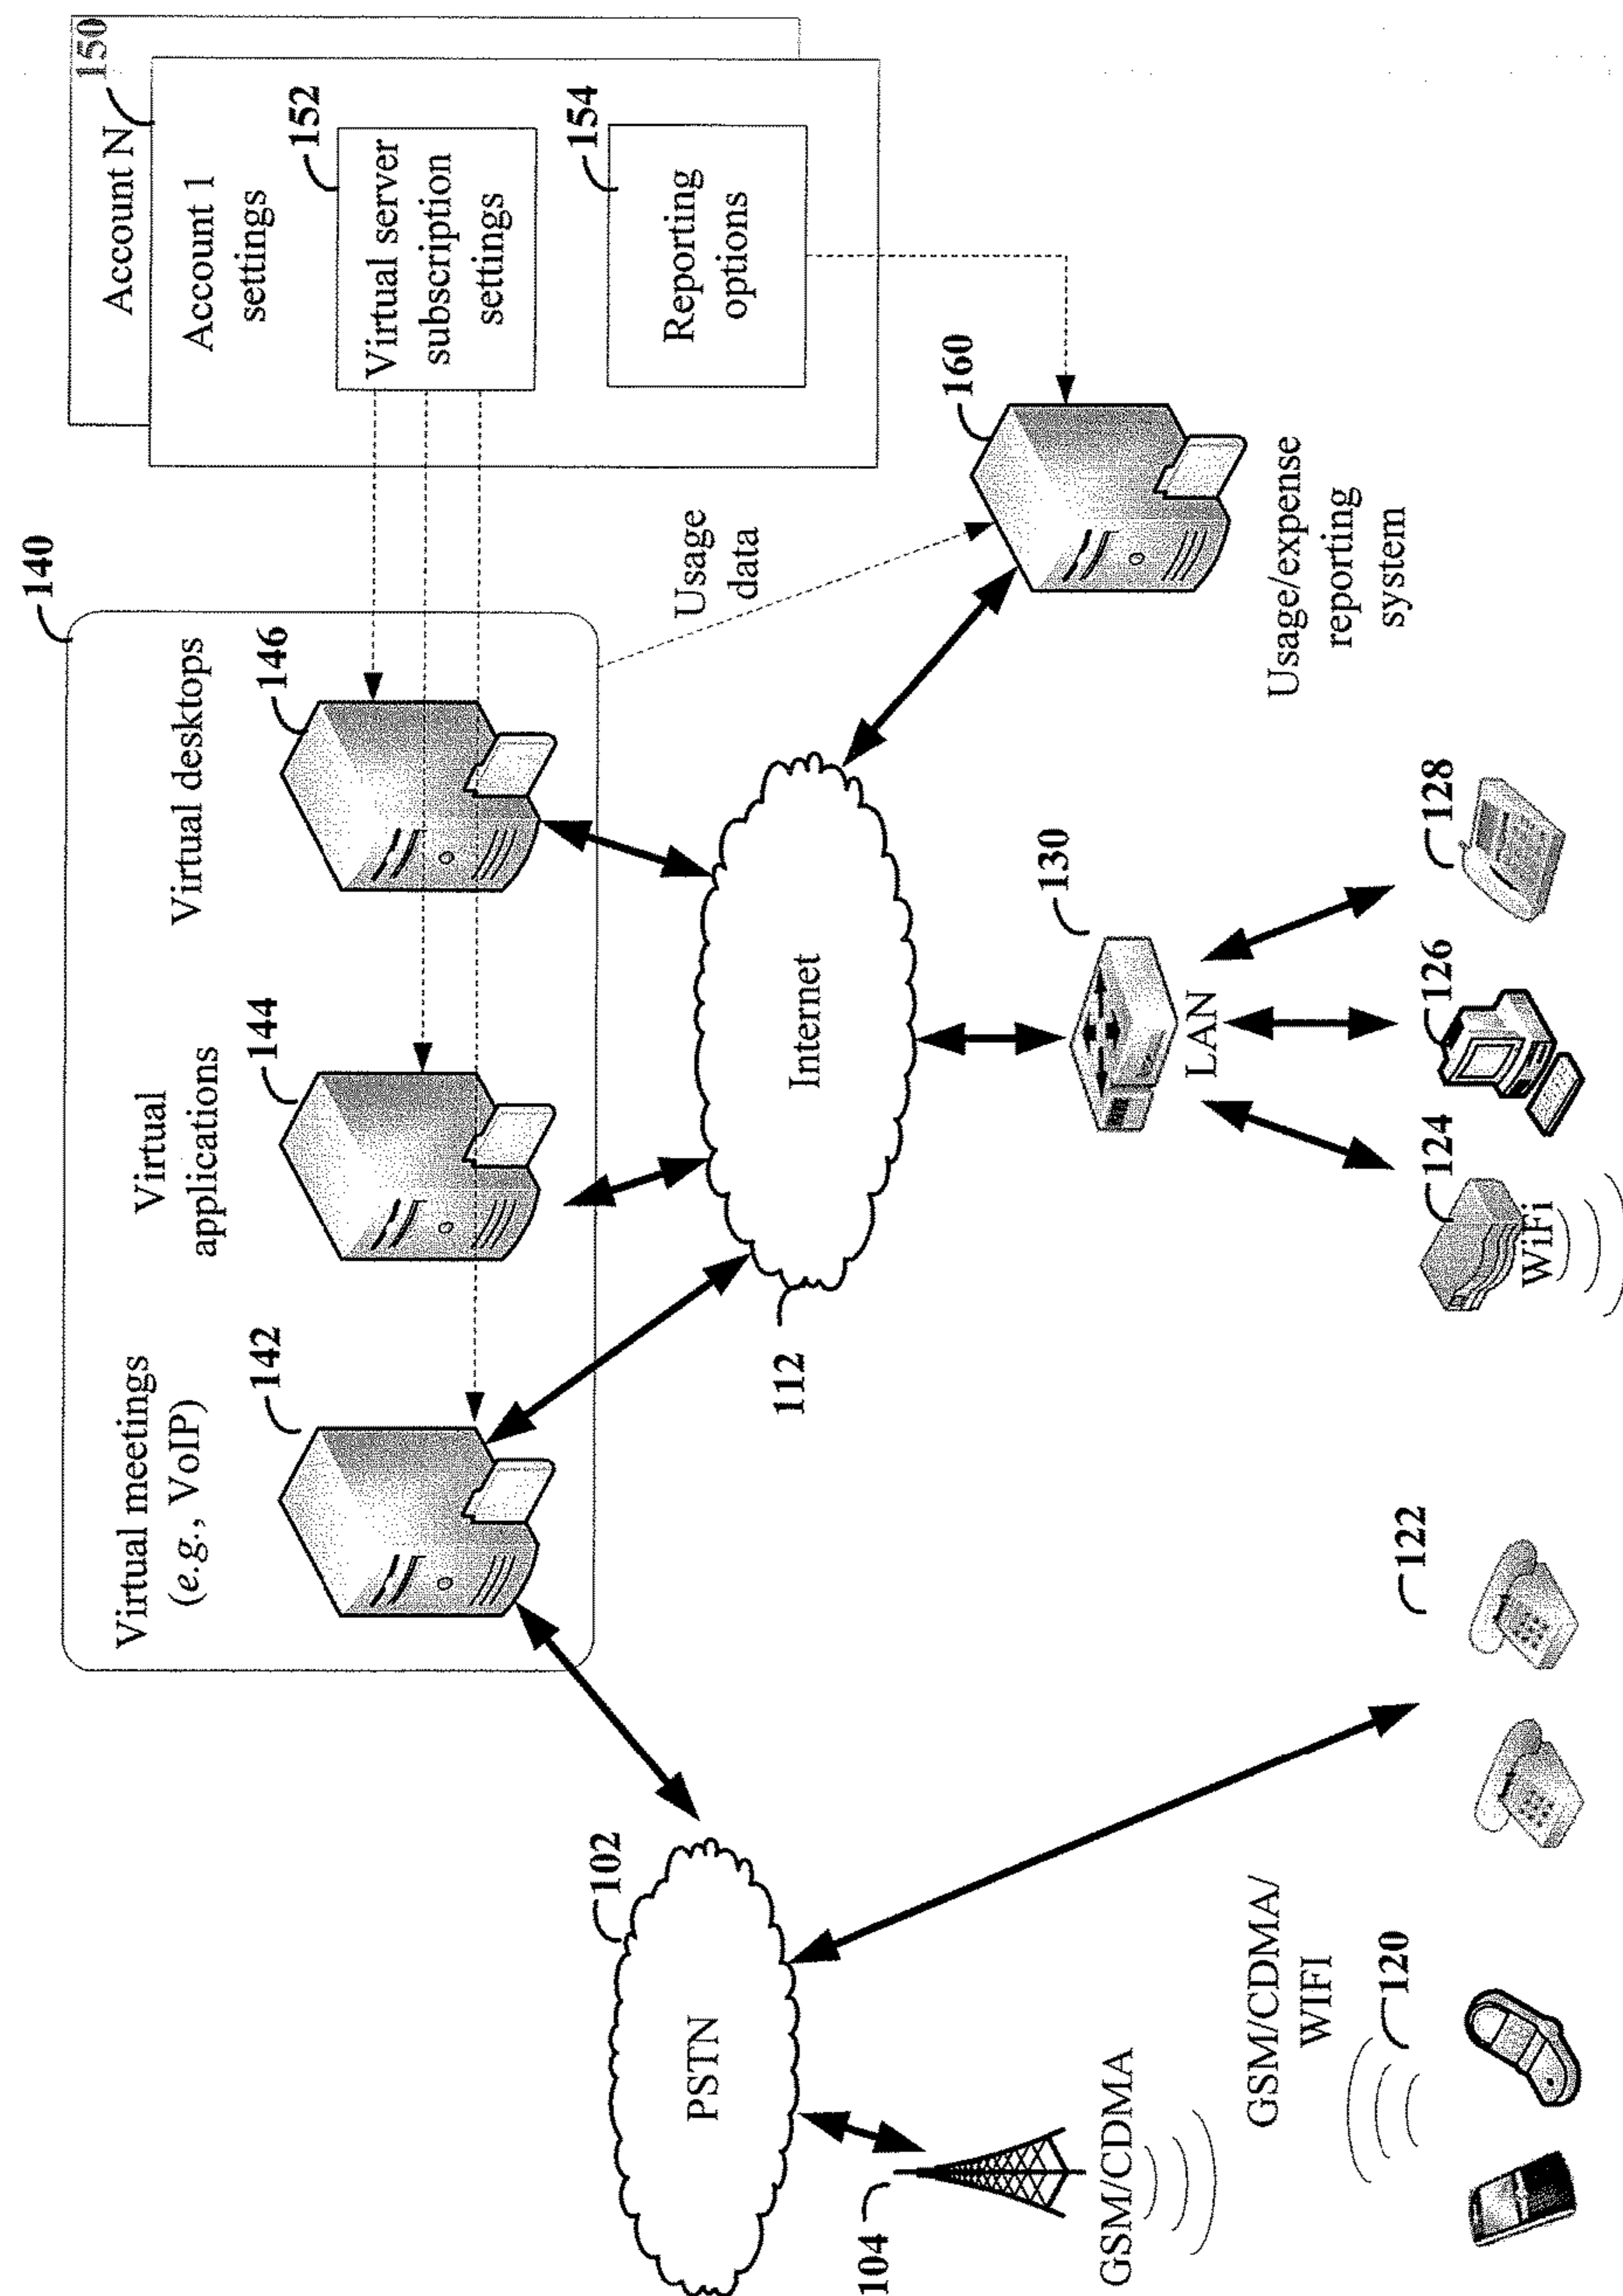 140
Virtual meetings
(e.g., VoIP)
142
Virtual
applications
144
Virtual desktops
146
Account N
150
Account 1
settings
152
Virtual server
subscription
settings
154
Reporting
options
Usage
data
160
Usage/expense
reporting
system
102
PSTN
104
GSM/CDMA
112
Internet
130
LAN
GSM/CDMA/
WIFI
120
122
124
WiFi
126
128